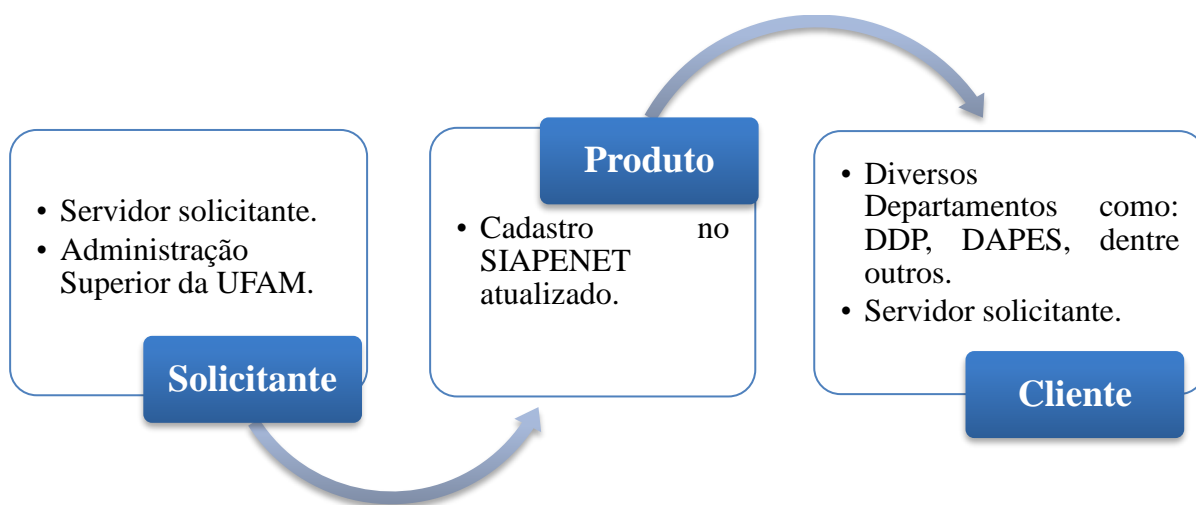 • Servidor solicitante.
• Administração
Superior da UFAM.
Solicitante
Produto
• Cadastro no
SIAPENET
atualizado.
• Diversos
Departamentos como:
DDP, DAPES, dentre
outros.
• Servidor solicitante.
Cliente